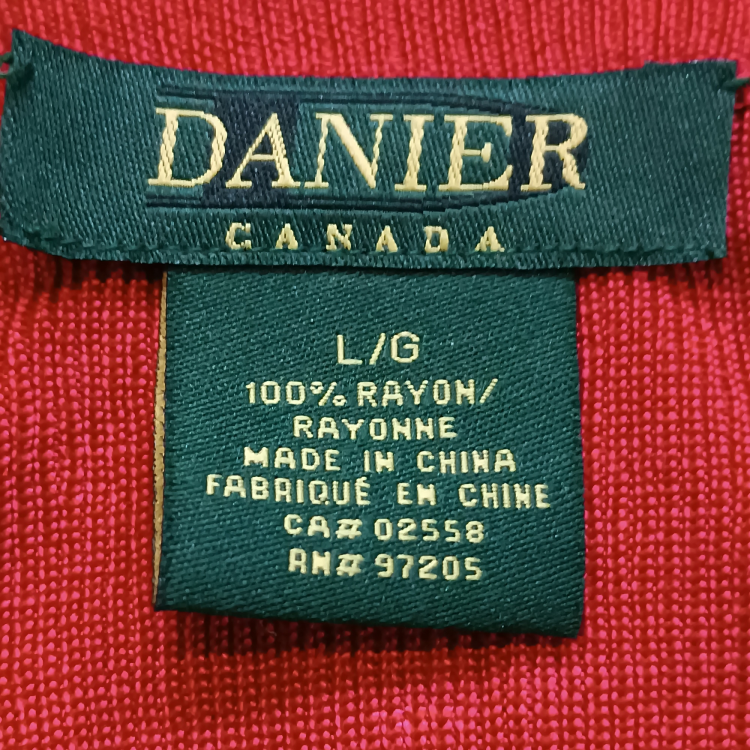 DANIER
CANADA
L/G
100% RAYON/
RAYONNE
MADE IN CHINA
FABRIQUÉ EN CHINE
CA# 02558
RN# 97205